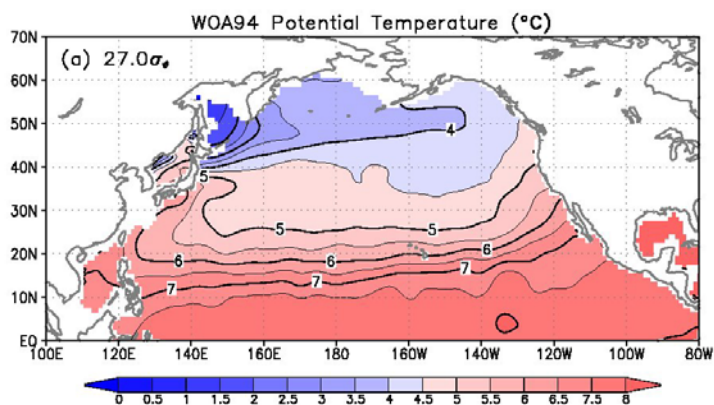 WOA94 Potential Temperature (°C)
70N
(a) 27.0σθ
60N
50N
4
40N
5
30N
5 5
20N
6 6
7
10N
7 7
EQ
100E 120E 140E 160E 180 160W 140W 120W 100W 80W
0 0.5 1 1.5 2 2.5 3 3.5 4 4.5 5 5.5 6 6.5 7 7.5 8